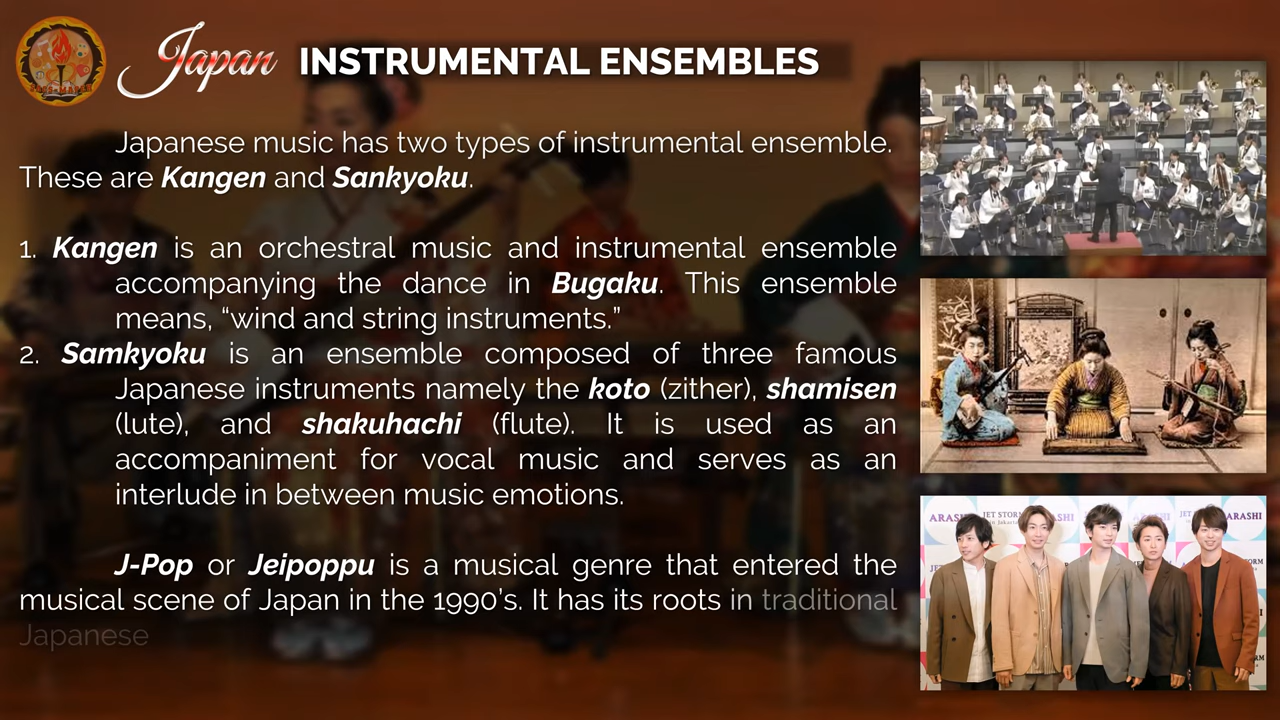 Japan INSTRUMENTAL ENSEMBLES
Japanese music has two types of instrumental ensemble.
These are Kangen and Sankyoku.
1. Kangen is an orchestral music and instrumental ensemble
accompanying the dance in Bugaku. This ensemble
means, “wind and string instruments.”
2. Samkyoku is an ensemble composed of three famous
Japanese instruments namely the koto (zither), shamisen
(lute), and shakuhachi (flute). It is used as an
accompaniment for vocal music and serves as an
interlude in between music emotions.
J-Pop or Jeipoppu is a musical genre that entered the
musical scene of Japan in the 1990’s. It has its roots in traditional
Japanese
ARASHI JET STORM ARASHI